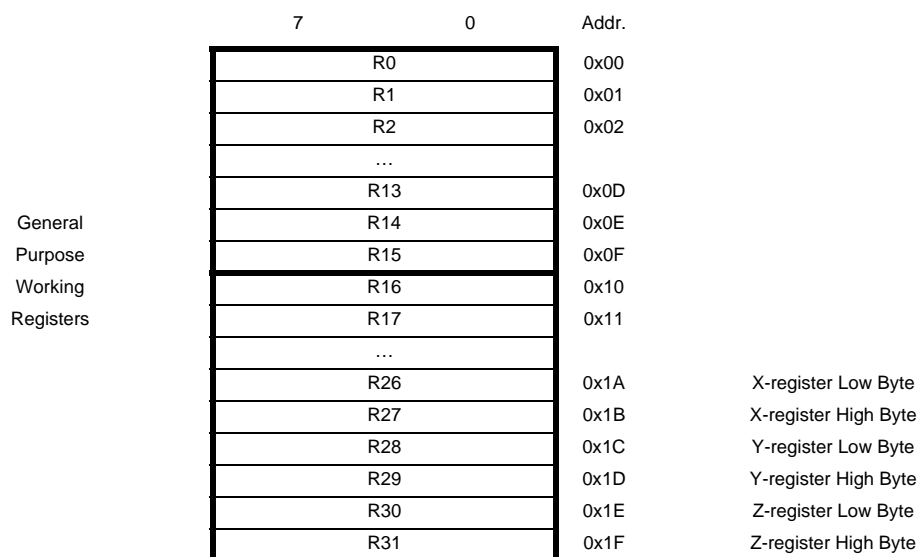 7 0 Addr.
R0 0x00
R1 0x01
R2 0x02
…
R13 0x0D
General R14 0x0E
Purpose R15 0x0F
Working R16 0x10
Registers R17 0x11
…
R26 0x1A X-register Low Byte
R27 0x1B X-register High Byte
R28 0x1C Y-register Low Byte
R29 0x1D Y-register High Byte
R30 0x1E Z-register Low Byte
R31 0x1F Z-register High Byte